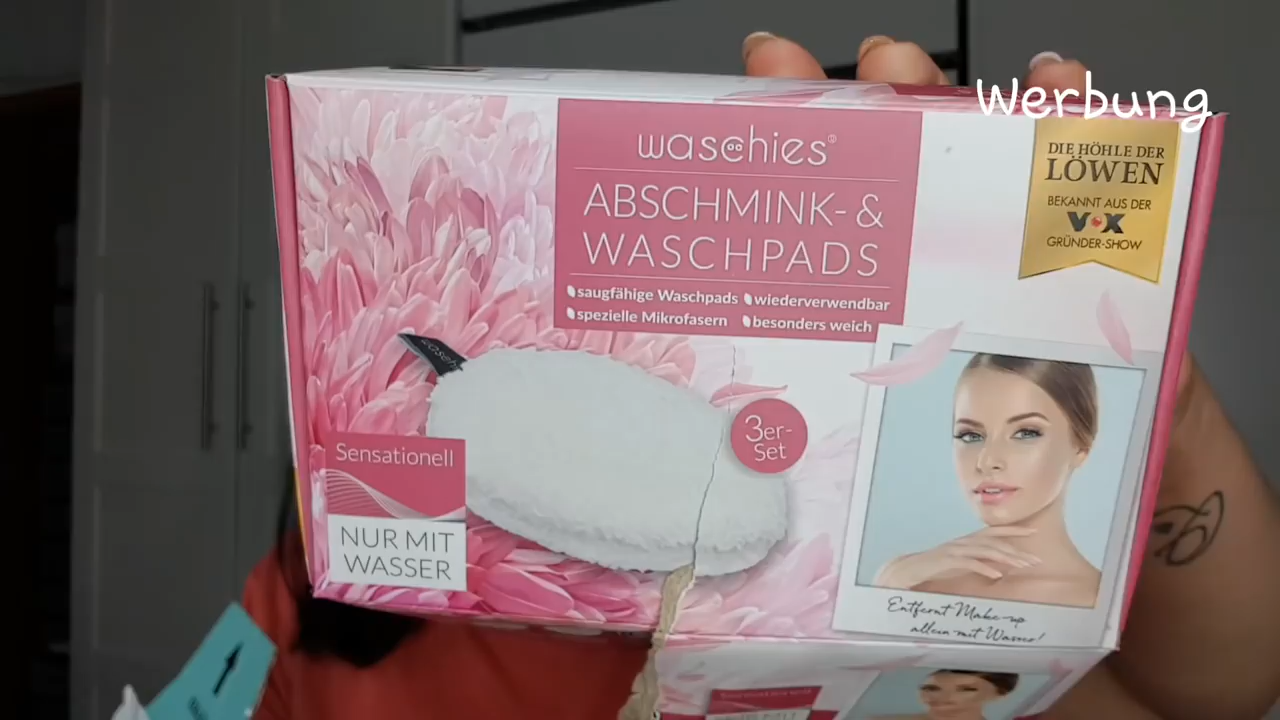 Werbung
waschies®
ABSCHMINK- &
WASCHPADS
saugfähige Waschpads wiederverwendbar
spezielle Mikrofasern besonders weich
DIE HÖHLE DER
LÖWEN
BEKANNT AUS DER
VOX
GRÜNDER-SHOW
3er-
Set
Sensationell
NUR MIT
WASSER
Entfernt Make-up
allein mit Wasser!